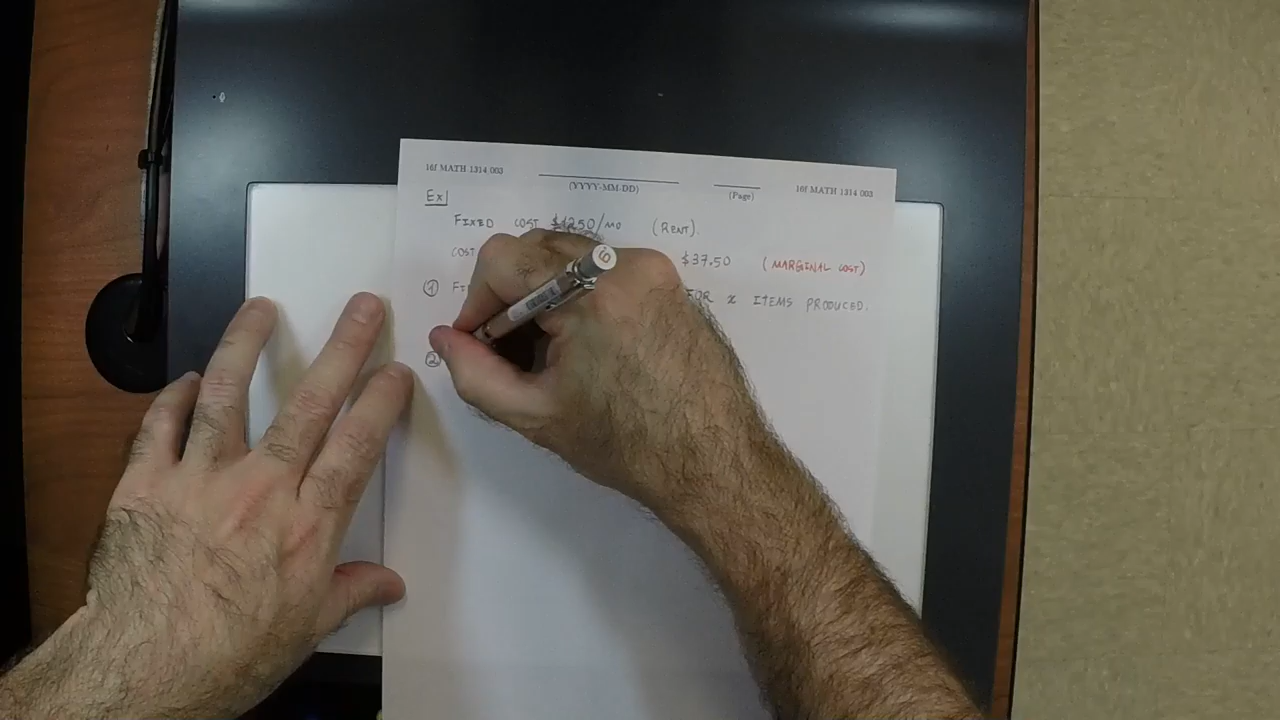 16f MATH 1314 003 (YYYY-MM-DD) (Page) 16f MATH 1314 003
Ex1
FIXED COST $1250/MO (RENT).
COST $37.50 (MARGINAL COST)
① FOR x ITEMS PRODUCED.
②